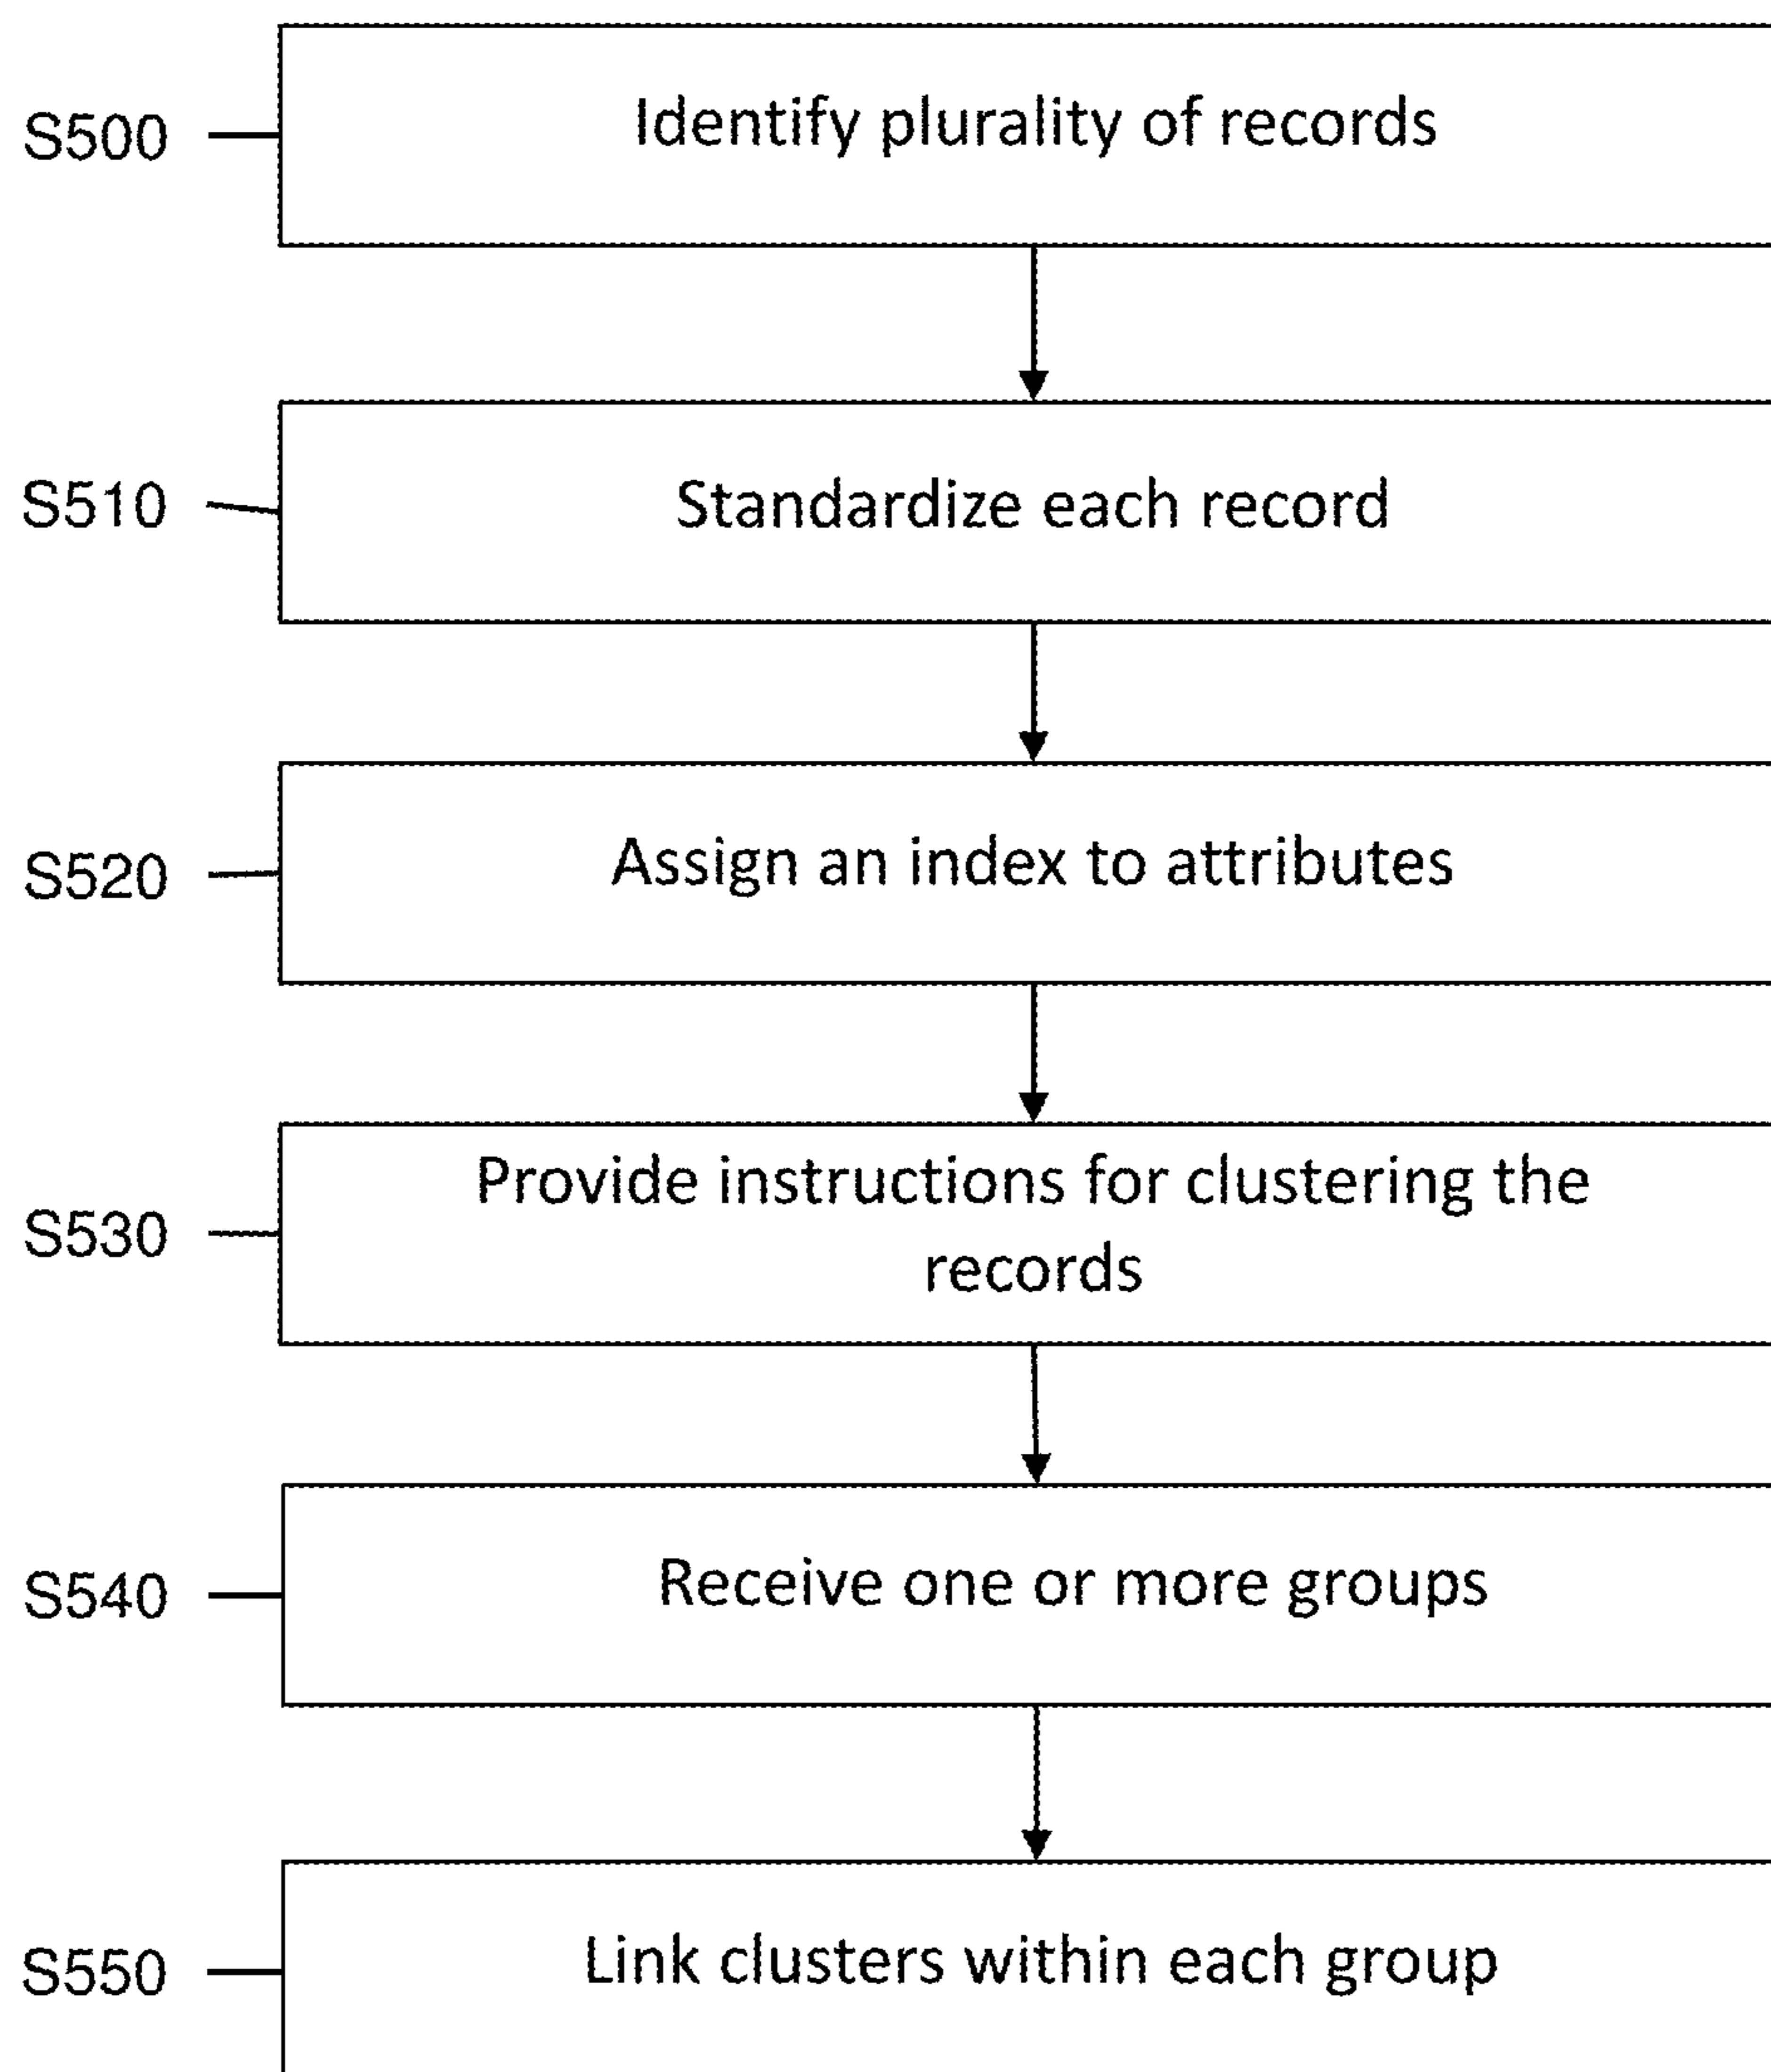 S500
Identify plurality of records
S510
Standardize each record
S520
Assign an index to attributes
S530
Provide instructions for clustering the
records
S540
Receive one or more groups
S550
Link clusters within each group